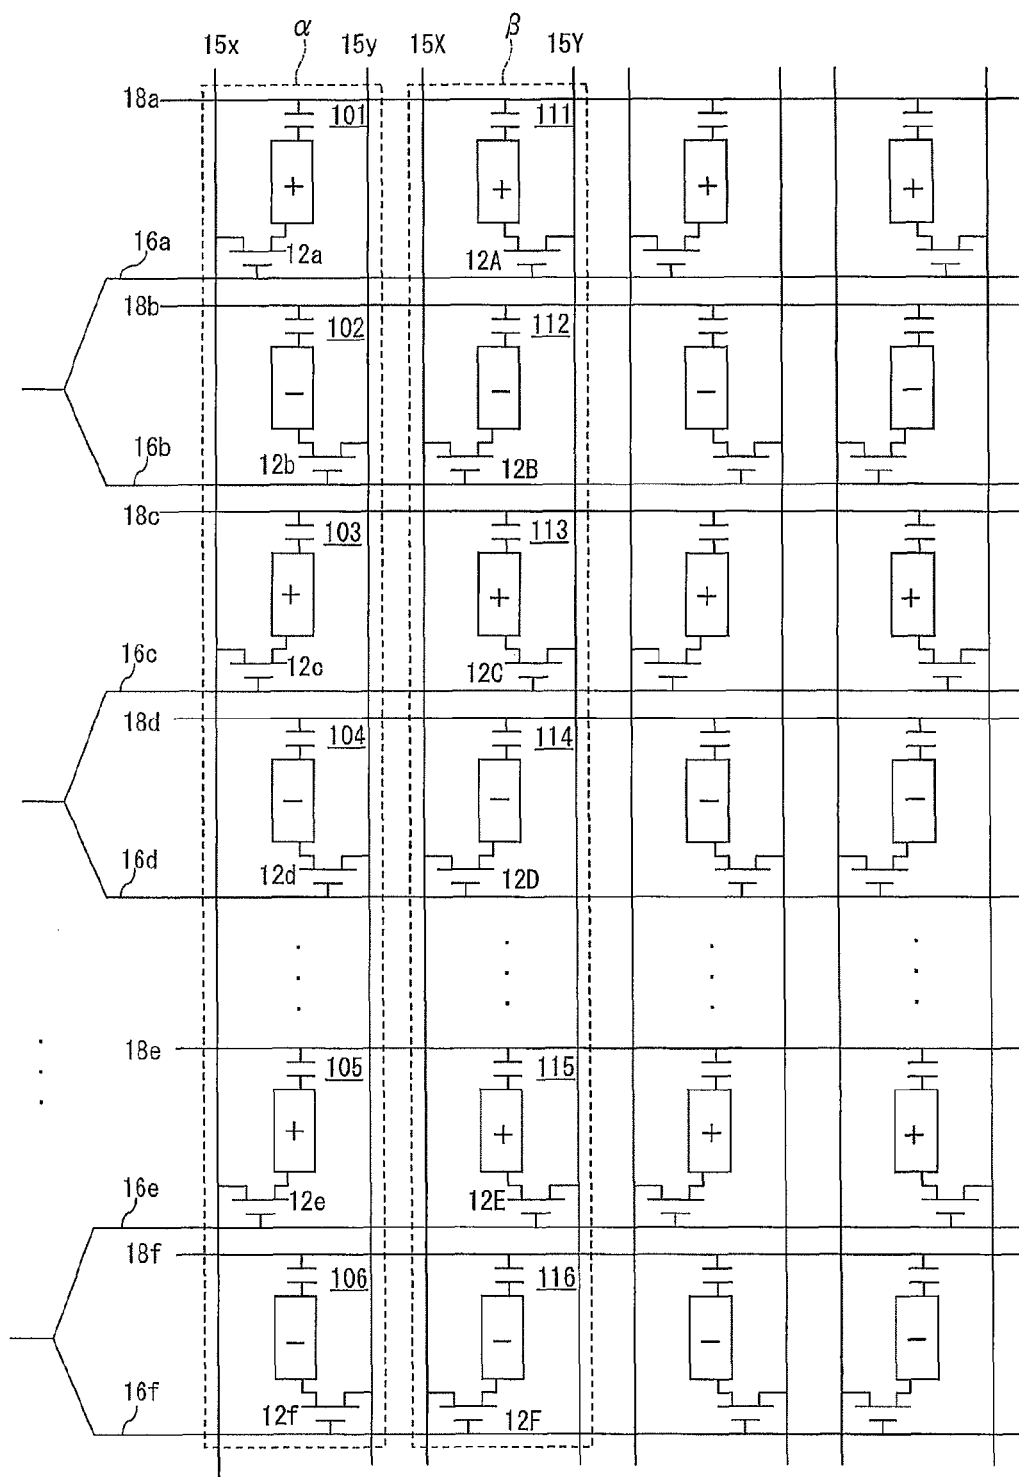 α β
15x 15y 15X 15Y
18a 101 111
+ + + +
16a 12a 12A
18b 102 112
− − − −
16b 12b 12B
18c 103 113
+ + + +
16c 12c 12C
18d 104 114
− − − −
16d 12d 12D
18e 105 115
+ + + +
16e 12e 12E
18f 106 116
− − − −
16f 12f 12F